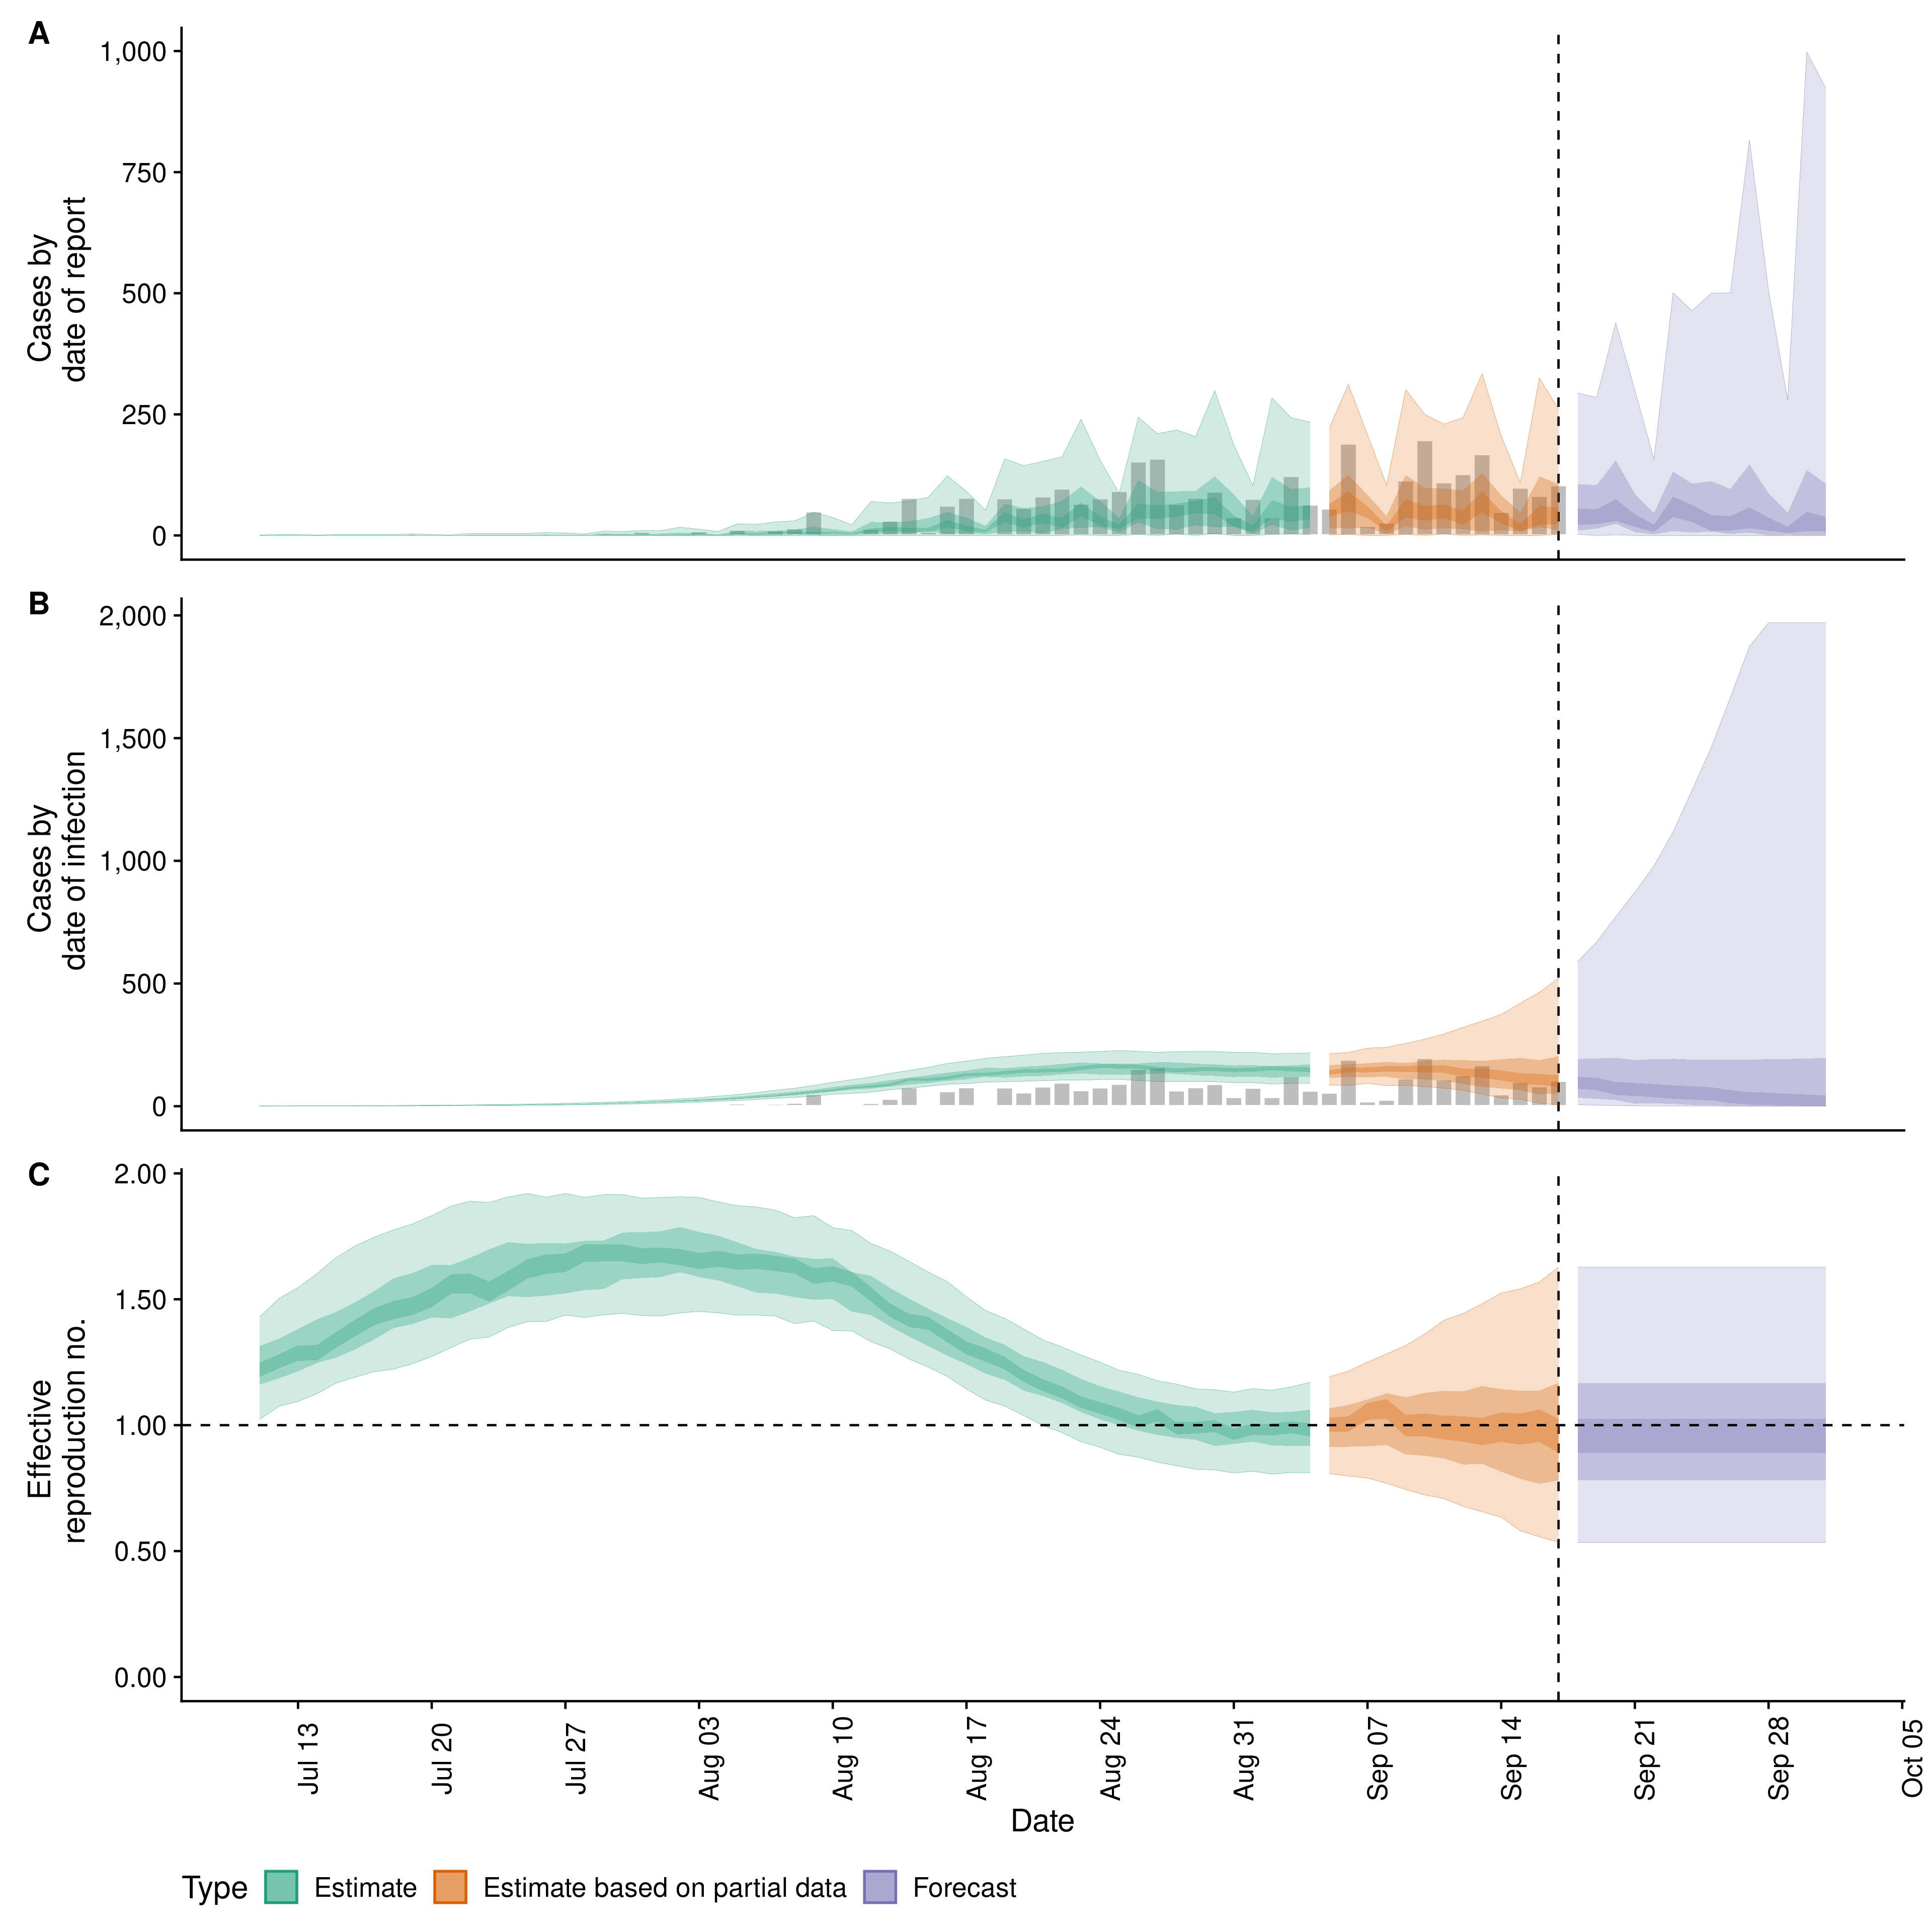 A
Cases by
date of report
1,000
750
500
250
0
B
Cases by
date of infection
2,000
1,500
1,000
500
0
C
Effective
reproduction no.
2.00
1.50
1.00
0.50
0.00
Jul 13
Jul 20
Jul 27
Aug 03
Aug 10
Aug 17
Aug 24
Aug 31
Sep 07
Sep 14
Sep 21
Sep 28
Oct 05
Date
Type Estimate Estimate based on partial data Forecast